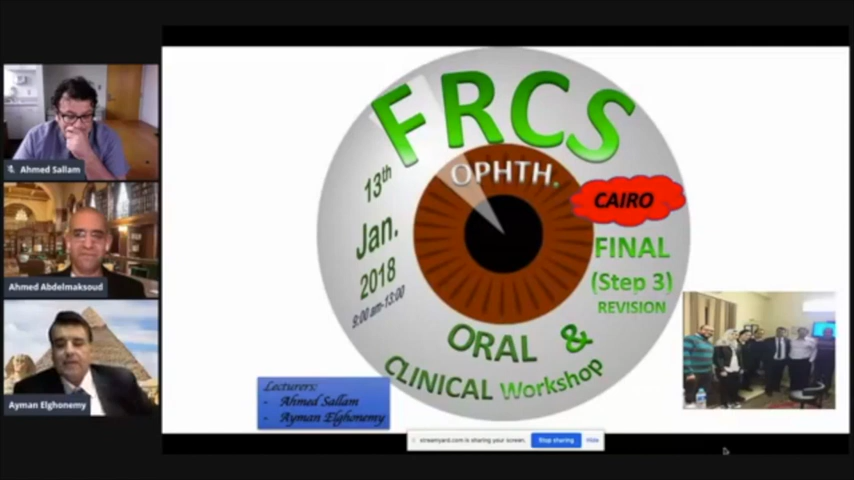 Ahmed Sallam
Ahmed Abdelmaksoud
Ayman Elghonemy
FRCS
OPHTH.
13th
Jan.
2018
9:00 am-13:00
CAIRO
FINAL
(Step 3)
REVISION
ORAL &
CLINICAL Workshop
Lecturers:
- Ahmed Sallam
- Ayman Elghonemy
streamyard.com is sharing your screen.
Stop sharing
Hide